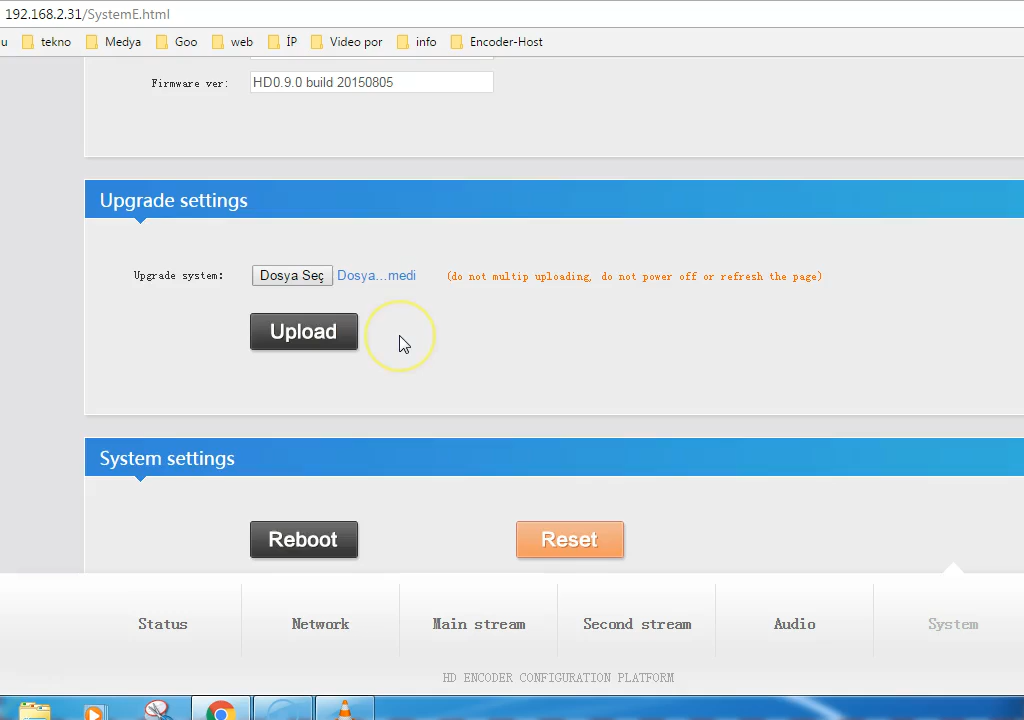 192.168.2.31/SystemE.html
u tekno Medya Goo web İP Video por info Encoder-Host
Firmware ver: HD0.9.0 build 20150805
Upgrade settings
Upgrade system: Dosya Seç Dosya...medi (do not multip uploading, do not power off or refresh the page)
Upload
System settings
Reboot Reset
Status Network Main stream Second stream Audio System
HD ENCODER CONFIGURATION PLATFORM